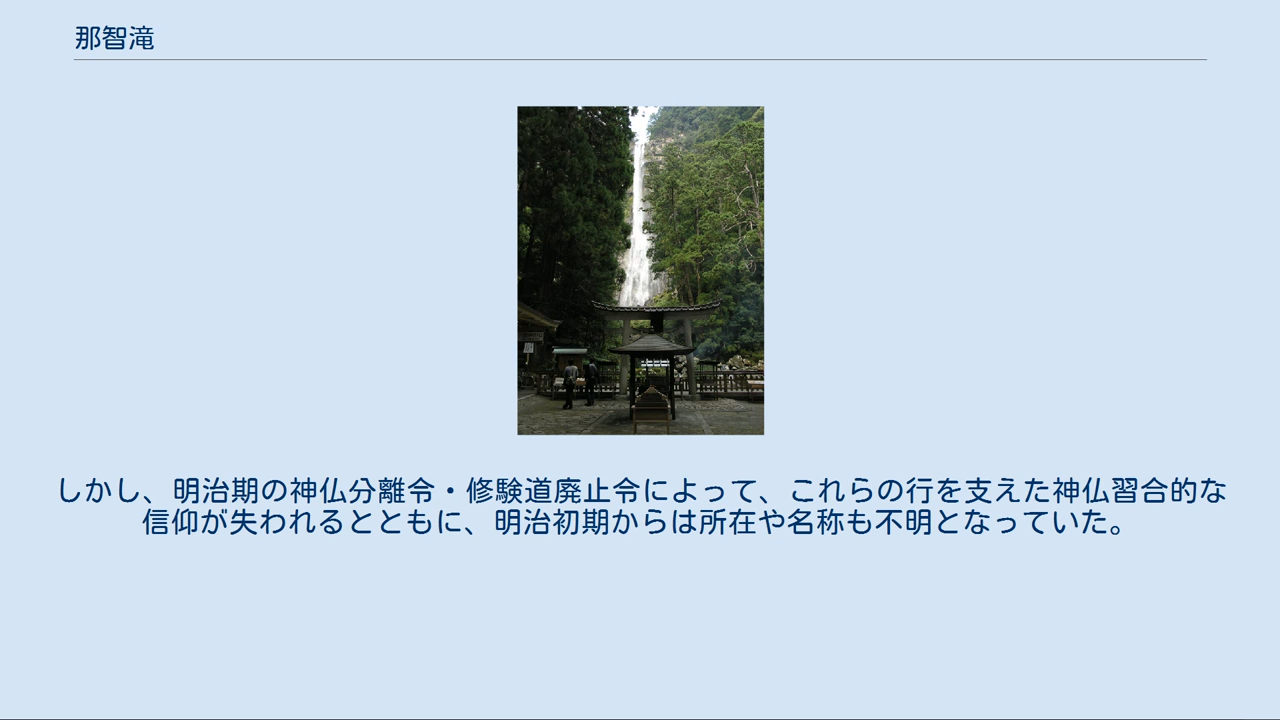 那智滝
しかし、明治期の神仏分離令・修験道廃止令によって、これらの行を支えた神仏習合的な
信仰が失われるとともに、明治初期からは所在や名称も不明となっていた。